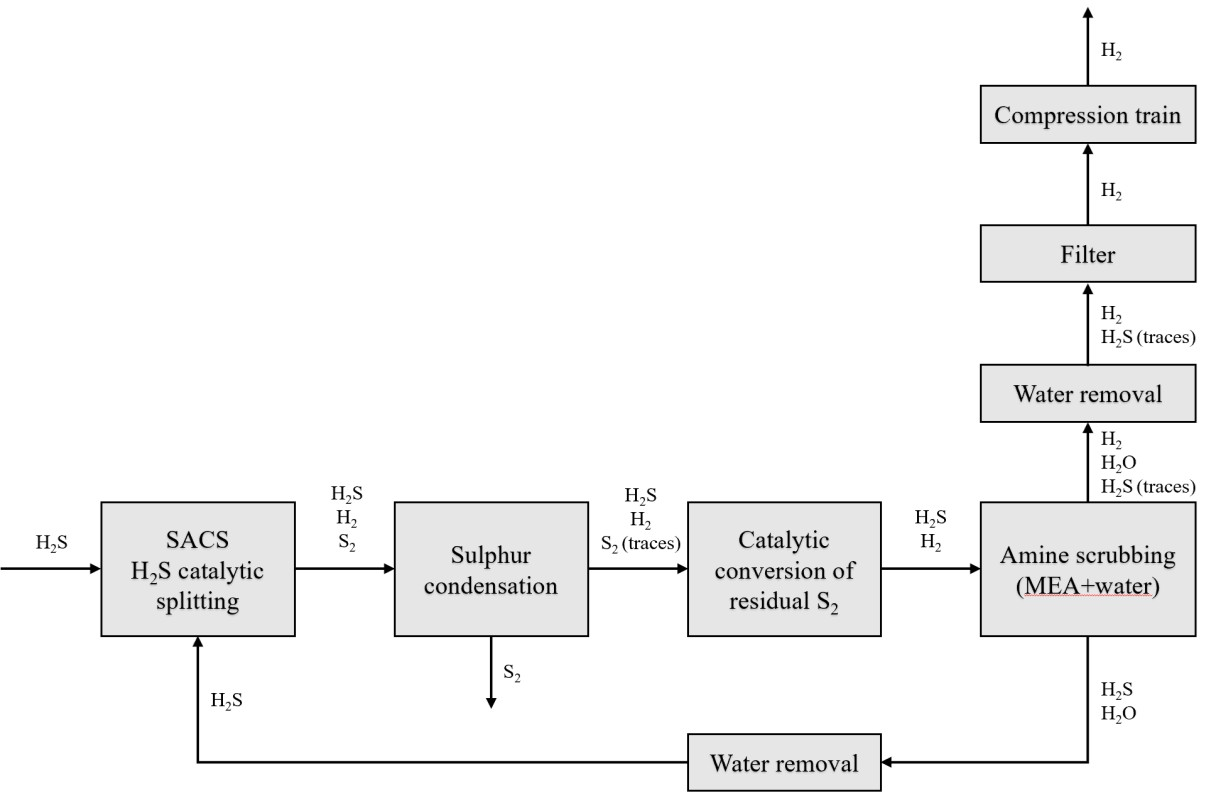 H₂
Compression train
H₂
Filter
H₂
H₂S (traces)
Water removal
H₂
H₂O
H₂S (traces)
H₂S
SACS
H₂S catalytic
splitting
H₂S
H₂
S₂
Sulphur
condensation
H₂S
H₂
S₂ (traces)
Catalytic
conversion of
residual S₂
H₂S
H₂
Amine scrubbing
(MEA+water)
S₂
H₂S
H₂S
H₂O
Water removal